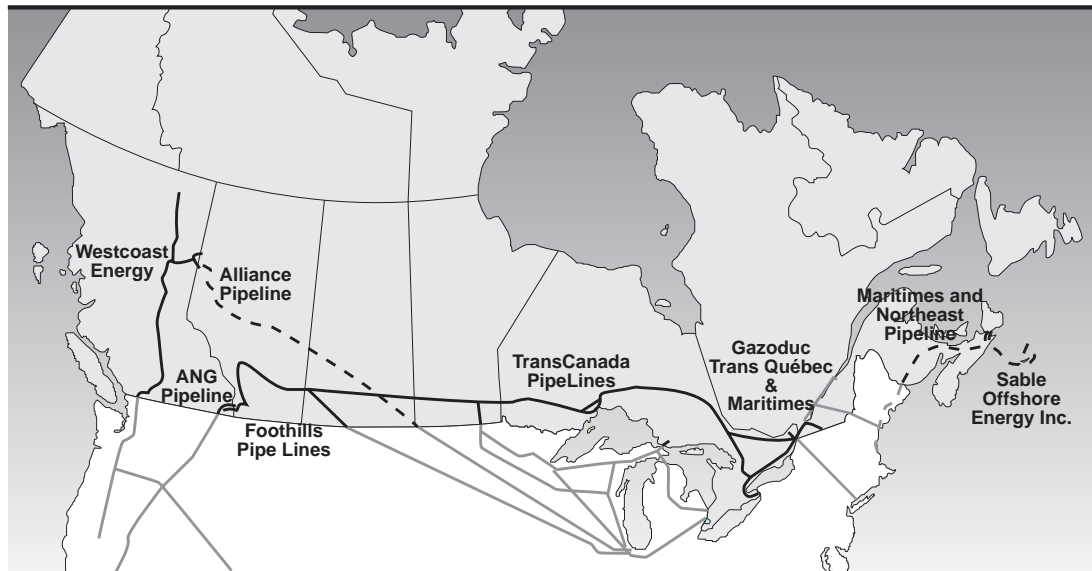 Westcoast
Energy
Alliance
Pipeline
ANG
Pipeline
Foothills
Pipe Lines
TransCanada
PipeLines
Gazoduc
Trans Québec
&
Maritimes
Maritimes and
Northeast
Pipeline
Sable
Offshore
Energy Inc.